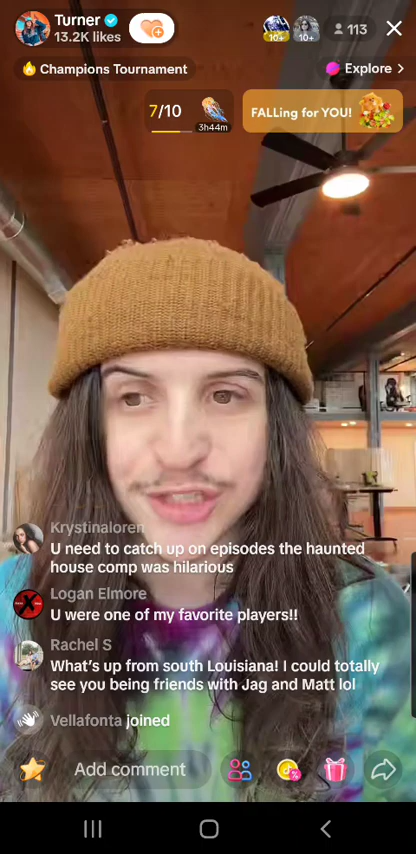 Turner
13.2K likes
10+
10+
113
Champions Tournament
Explore >
7/10
3h44m
FALLing for YOU!
Krystinaloren
U need to catch up on episodes the haunted
house comp was hilarious
Logan Elmore
U were one of my favorite players!!
Rachel S
What's up from south Louisiana! I could totally
see you being friends with Jag and Matt lol
Vellafonta joined
Add comment